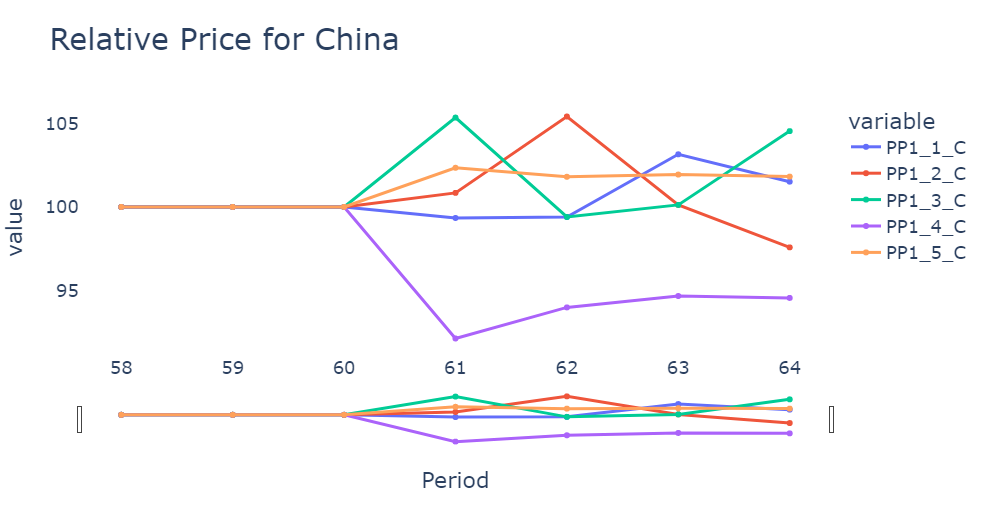 Relative Price for China
105
100
95
value
58 59 60 61 62 63 64
Period
variable
PP1_1_C
PP1_2_C
PP1_3_C
PP1_4_C
PP1_5_C